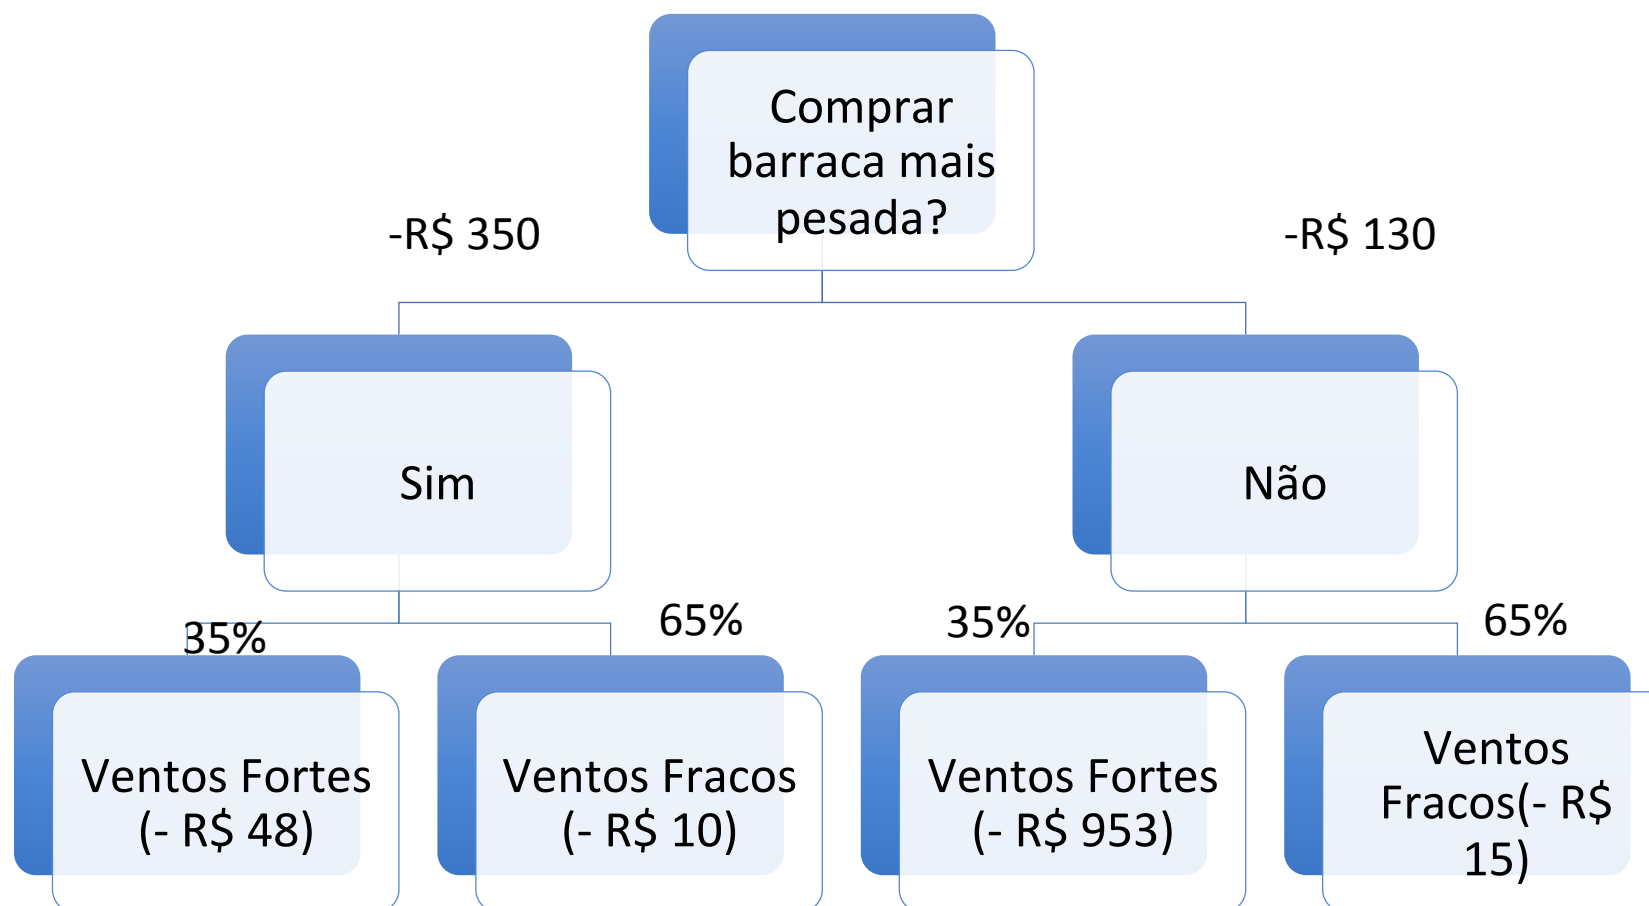 Comprar
barraca mais
pesada?
-R$ 350
-R$ 130
Sim
Não
35%
65%
35%
65%
Ventos Fortes
(- R$ 48)
Ventos Fracos
(- R$ 10)
Ventos Fortes
(- R$ 953)
Ventos
Fracos(- R$
15)